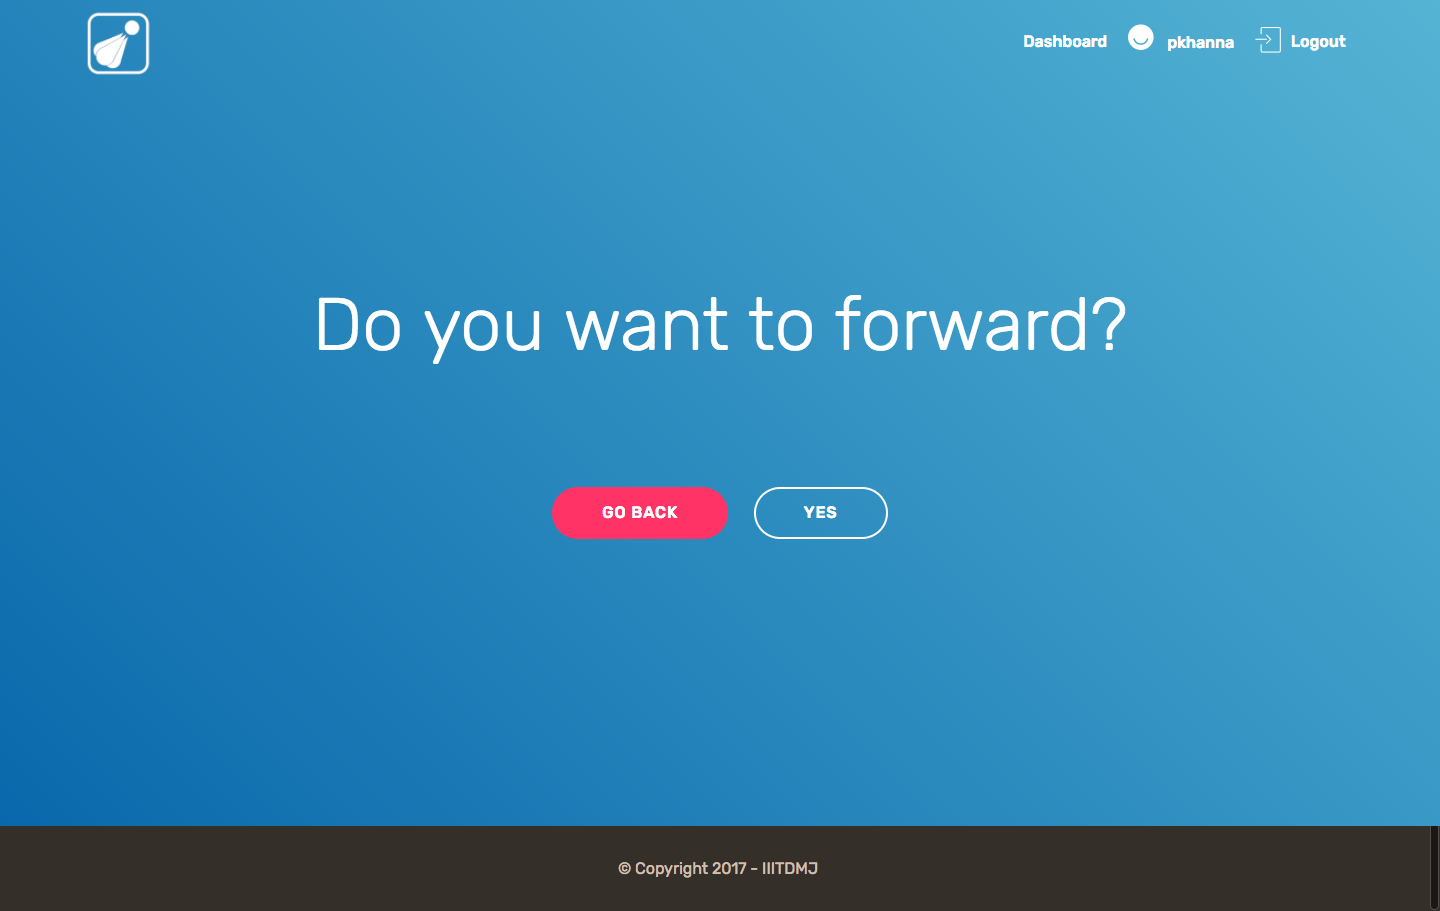 Dashboard pkhanna Logout
Do you want to forward?
GO BACK YES
© Copyright 2017 - IIITDMJ